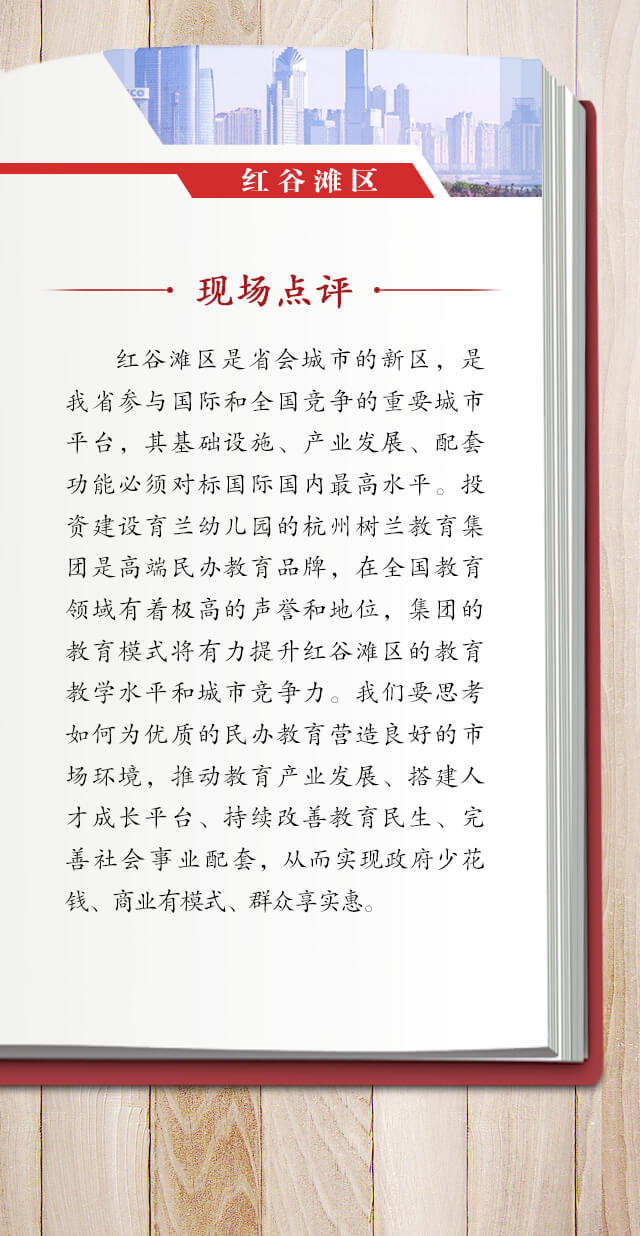 红谷滩区
现场点评
红谷滩区是省会城市的新区，是
我省参与国际和全国竞争的重要城市
平台，其基础设施、产业发展、配套
功能必须对标国际国内最高水平。投
资建设育兰幼儿园的杭州树兰教育集
团是高端民办教育品牌，在全国教育
领域有着极高的声誉和地位，集团的
教育模式将有力提升红谷滩区的教育
教学水平和城市竞争力。我们要思考
如何为优质的民办教育营造良好的市
场环境，推动教育产业发展、搭建人
才成长平台、持续改善教育民生、完
善社会事业配套，从而实现政府少花
钱、商业有模式、群众享实惠。